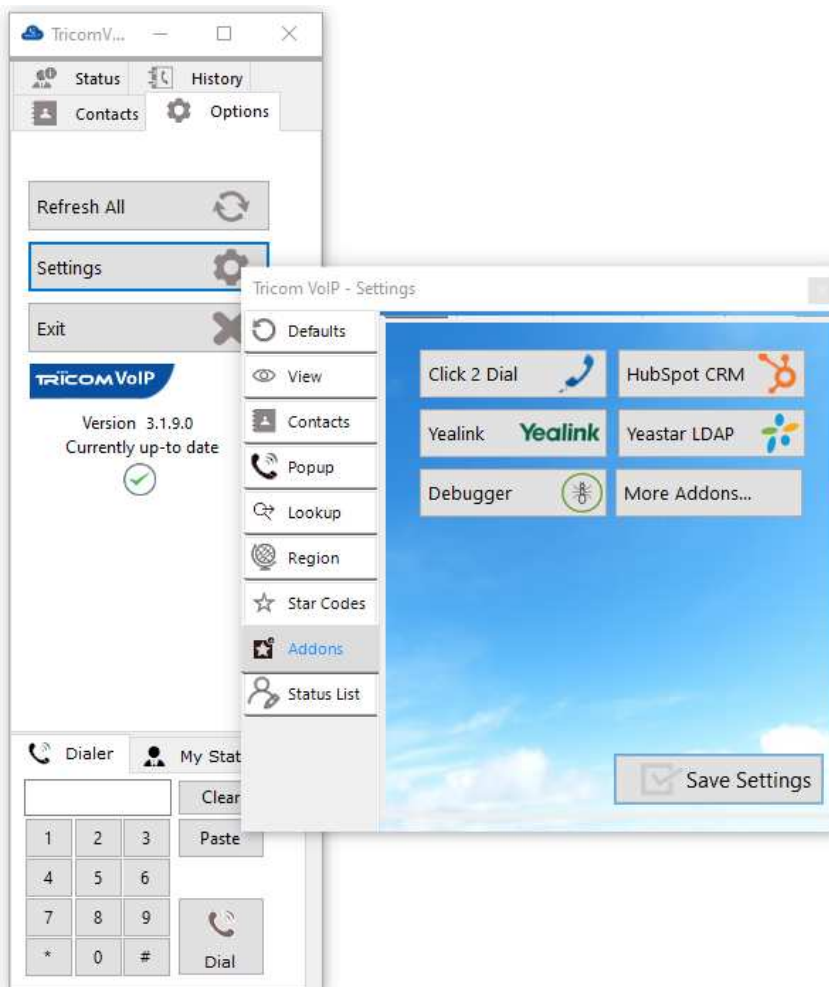 TricomV...
Status
History
Contacts
Options
Refresh All
Settings
Exit
TRICOM VoIP
Version 3.1.9.0
Currently up-to date
Tricom VoIP - Settings
Defaults
View
Contacts
Popup
Lookup
Region
Star Codes
Addons
Status List
Click 2 Dial
HubSpot CRM
Yealink Yealink
Yeastar LDAP
Debugger
More Addons...
Save Settings
Dialer
My Stat
Clear
1 2 3 Paste
4 5 6
7 8 9
* 0 # Dial